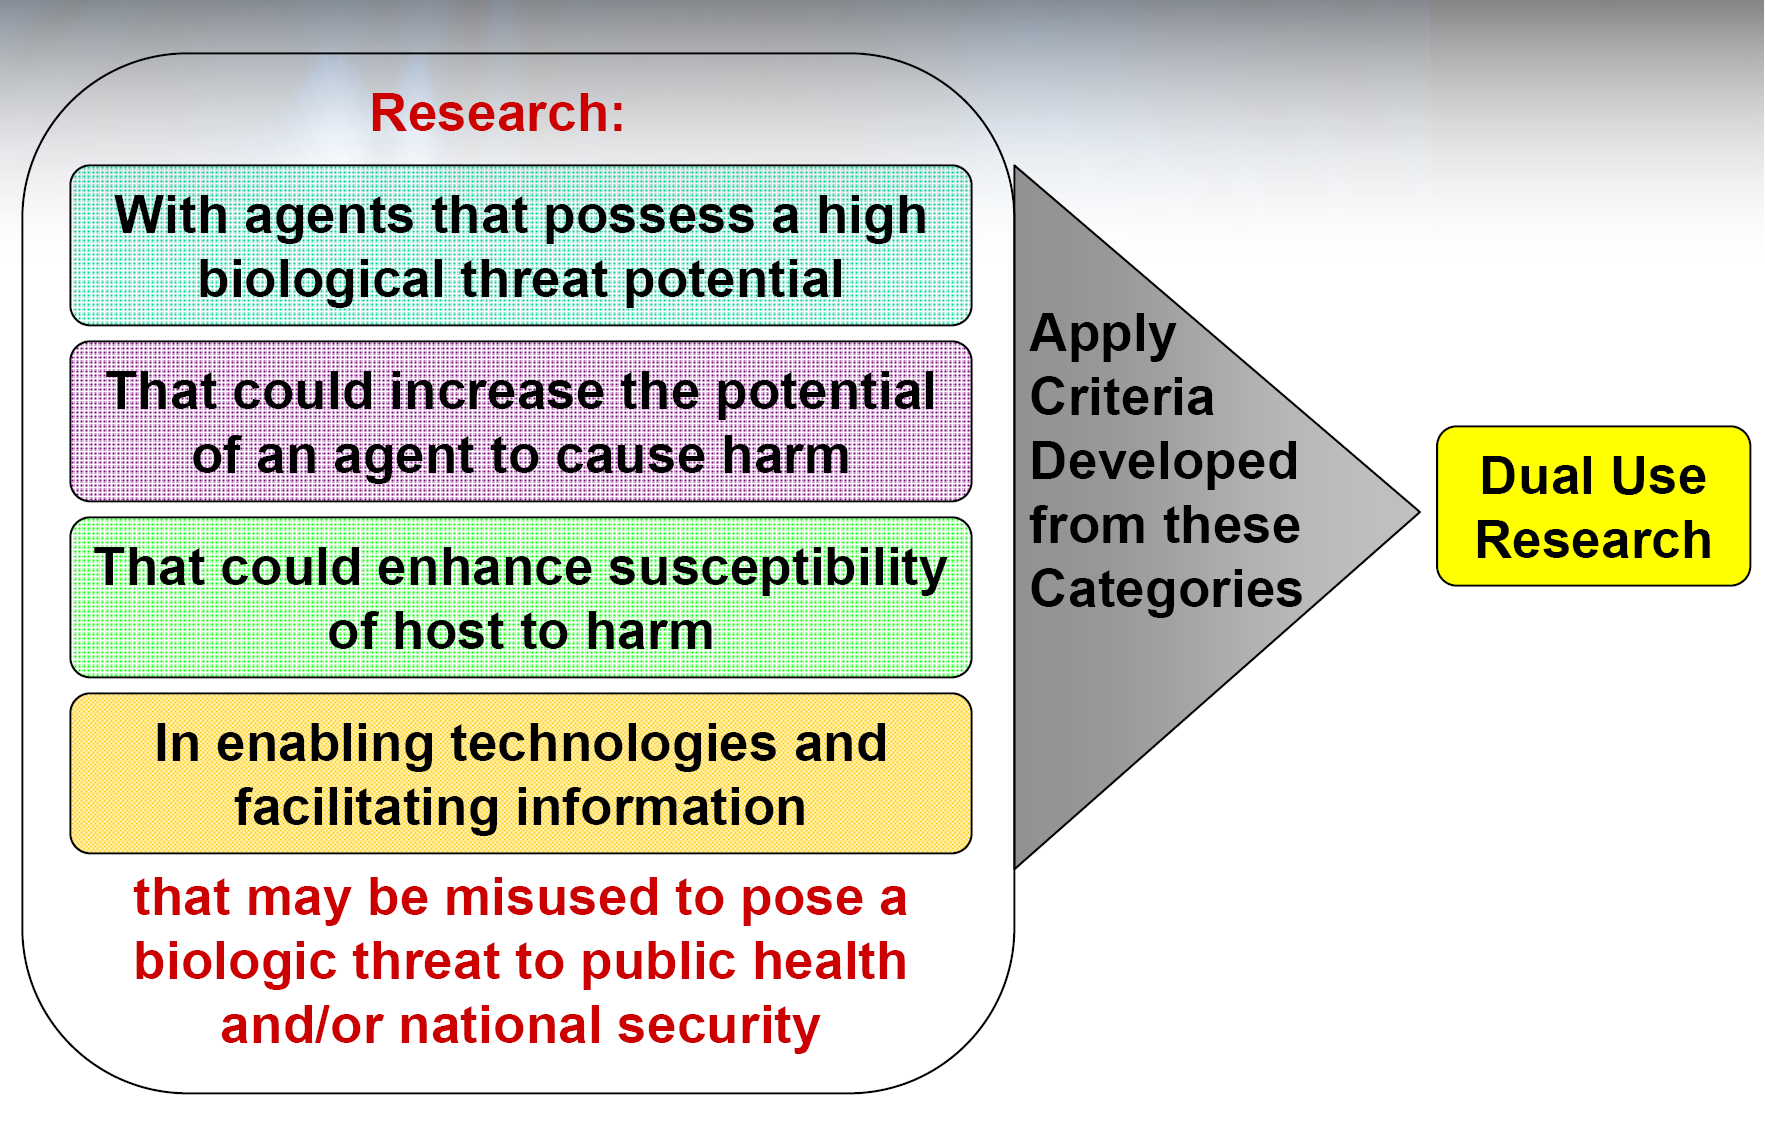 Research:
With agents that possess a high
biological threat potential
That could increase the potential
of an agent to cause harm
That could enhance susceptibility
of host to harm
In enabling technologies and
facilitating information
that may be misused to pose a
biologic threat to public health
and/or national security
Apply
Criteria
Developed
from these
Categories
Dual Use
Research